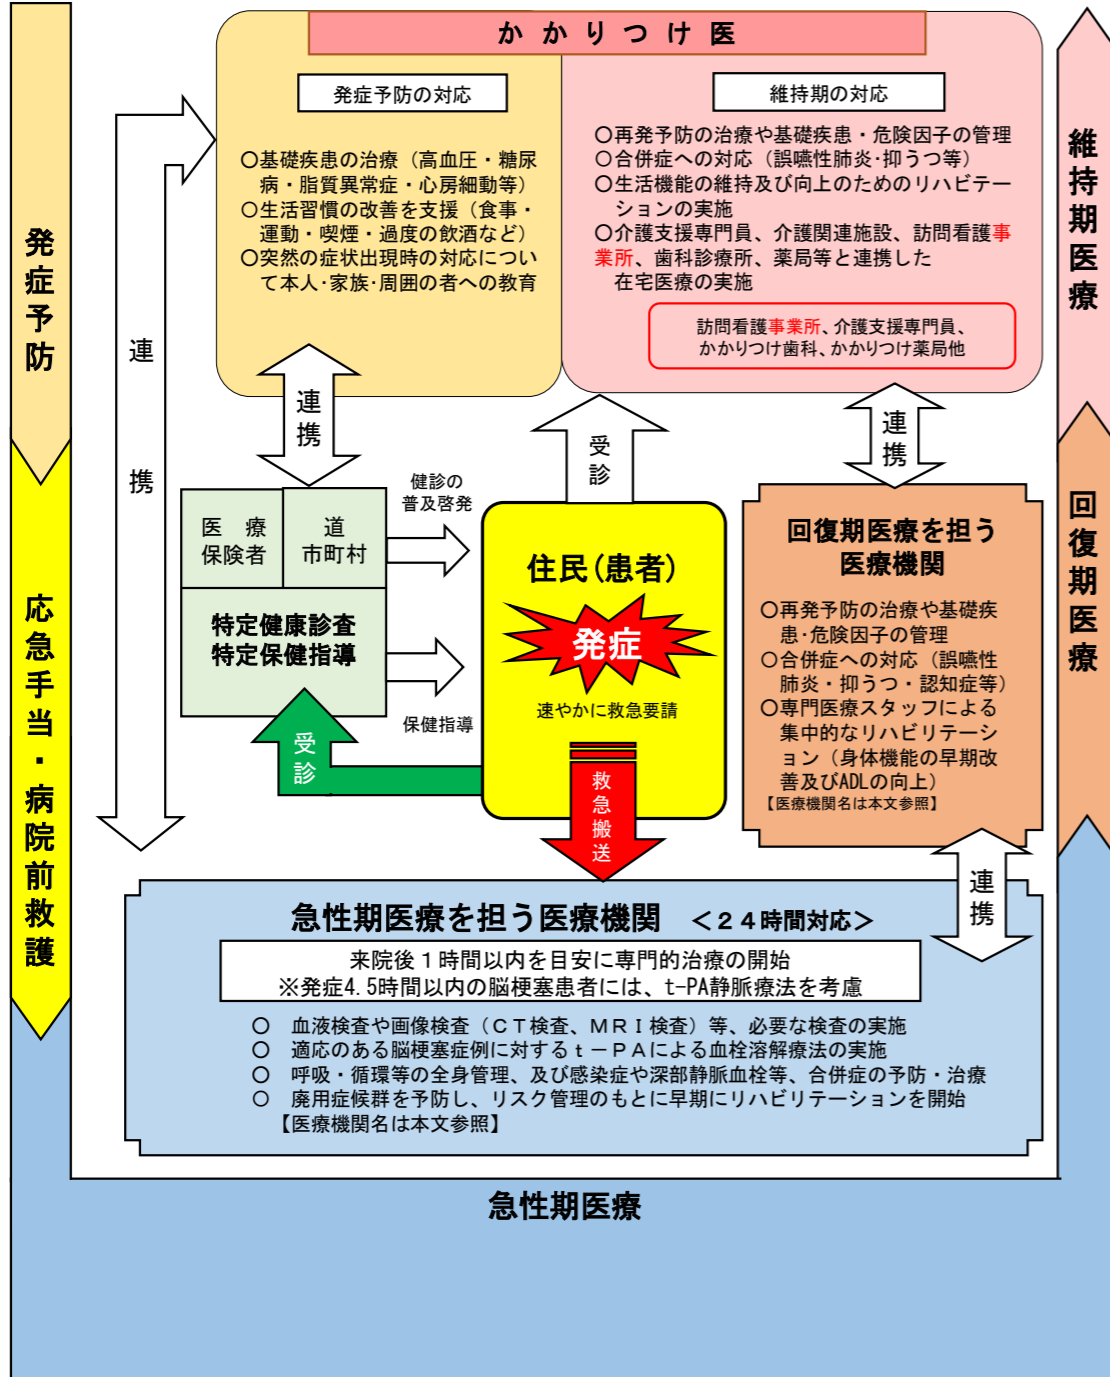 かかりつけ医
発症予防の対応
○基礎疾患の治療（高血圧・糖尿
病・脂質異常症・心房細動等）
○生活習慣の改善を支援（食事・
運動・喫煙・過度の飲酒など）
○突然の症状出現時の対応につい
て本人・家族・周囲の者への教育
維持期の対応
○再発予防の治療や基礎疾患・危険因子の管理
○合併症への対応（誤嚥性肺炎・抑うつ等）
○生活機能の維持及び向上のためのリハビテー
ションの実施
○介護支援専門員、介護関連施設、訪問看護事
業所、歯科診療所、薬局等と連携した
在宅医療の実施
訪問看護事業所、介護支援専門員、
かかりつけ歯科、かかりつけ薬局他
発症予防
応急手当・病院前救護
連携
連携
受診
連携
維持期医療
回復期医療
医　療
保険者
道
市町村
特定健康診査
特定保健指導
健診の
普及啓発
保健指導
受診
住民（患者）
発症
速やかに救急要請
救急搬送
回復期医療を担う
医療機関
○再発予防の治療や基礎疾
患・危険因子の管理
○合併症への対応（誤嚥性
肺炎・抑うつ・認知症等）
○専門医療スタッフによる
集中的なリハビリテーシ
ョン（身体機能の早期改
善及びADLの向上）
【医療機関名は本文参照】
連携
急性期医療を担う医療機関　＜２４時間対応＞
来院後１時間以内を目安に専門的治療の開始
※発症4.5時間以内の脳梗塞患者には、t-PA静脈療法を考慮
○　血液検査や画像検査（ＣＴ検査、ＭＲＩ検査）等、必要な検査の実施
○　適応のある脳梗塞症例に対するｔ－ＰＡによる血栓溶解療法の実施
○　呼吸・循環等の全身管理、及び感染症や深部静脈血栓等、合併症の予防・治療
○　廃用症候群を予防し、リスク管理のもとに早期にリハビリテーションを開始
【医療機関名は本文参照】
急性期医療